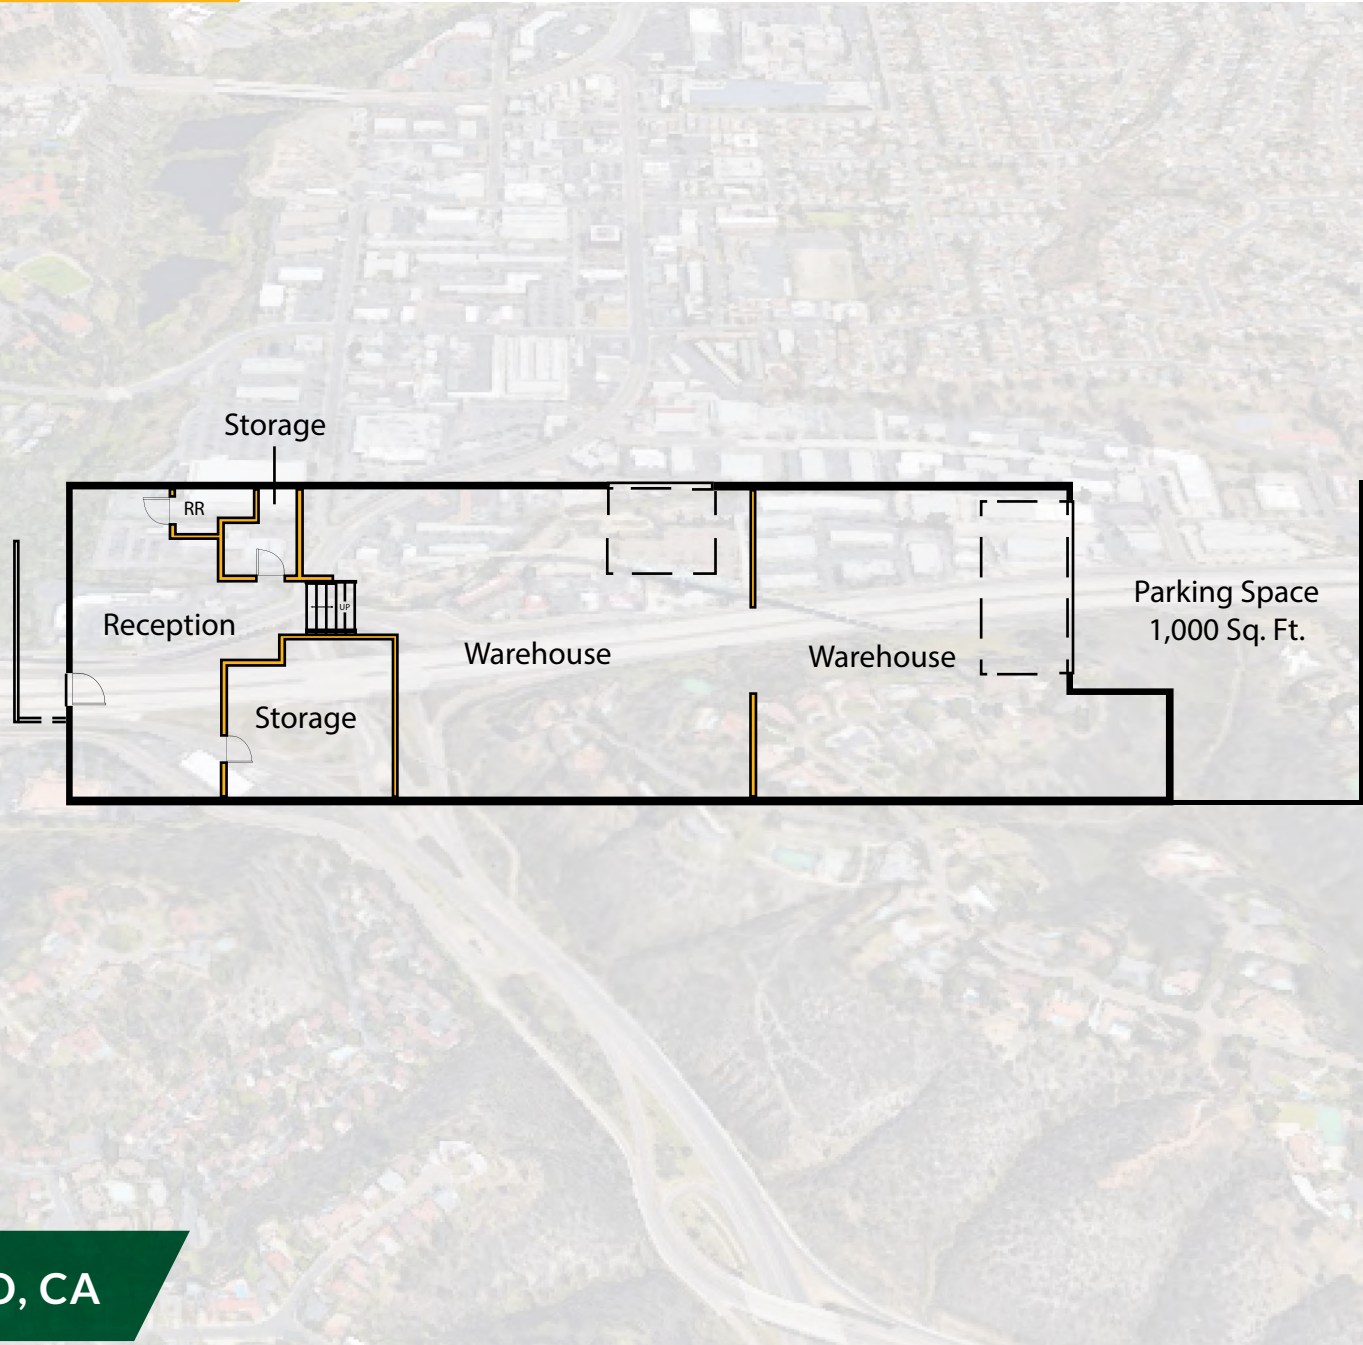 Storage
RR
Reception
UP
Storage
Warehouse
Warehouse
Parking Space
1,000 Sq. Ft.
, CA